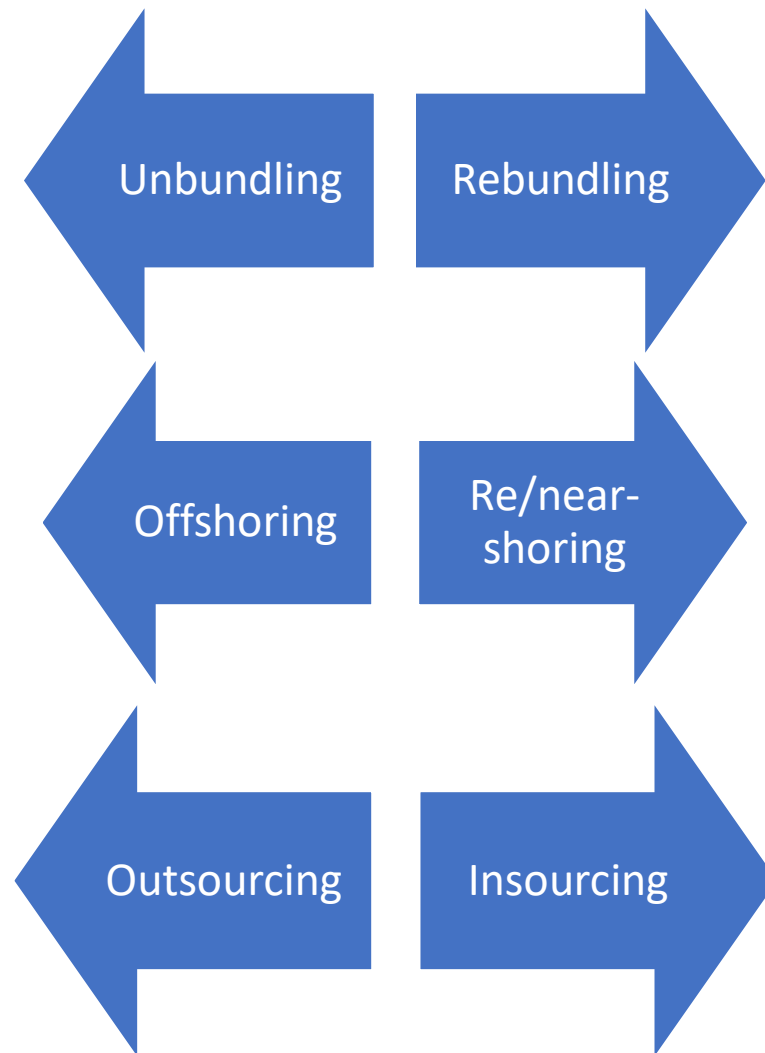 Unbundling
Rebundling
Offshoring
Re/near-
shoring
Outsourcing
Insourcing